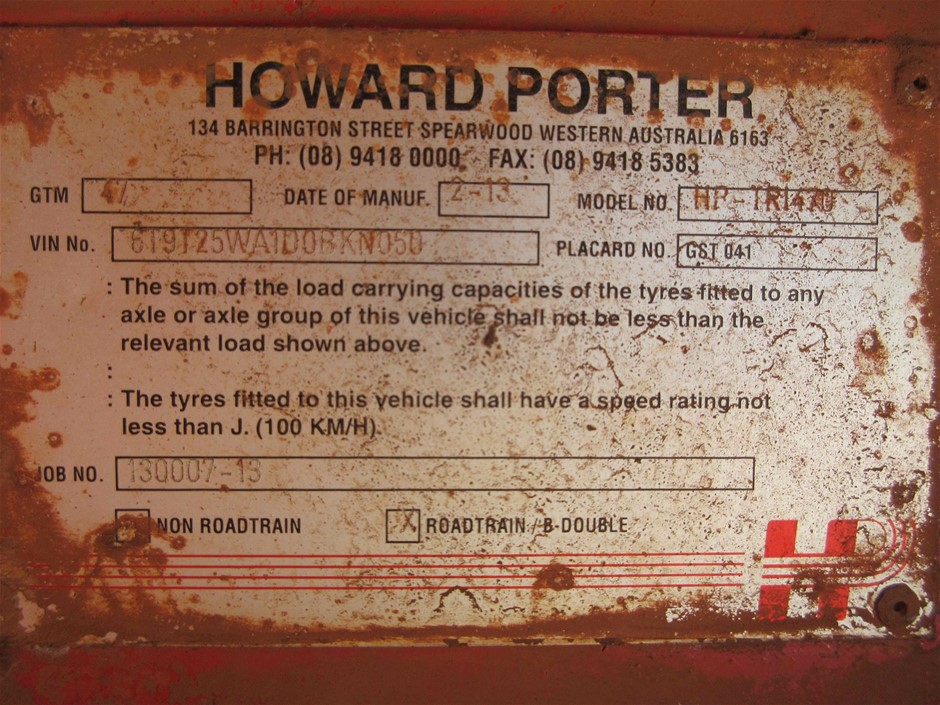 HOWARD PORTER
134 BARRINGTON STREET SPEARWOOD WESTERN AUSTRALIA 6163
PH: (08) 9418 0000 FAX: (08) 9418 5383
GTM 47 DATE OF MANUF. 2-13 MODEL NO. HP-TRI470
VIN No. 6T9T25WA1D0BKN050 PLACARD NO. GST 041
: The sum of the load carrying capacities of the tyres fitted to any
axle or axle group of this vehicle shall not be less than the
relevant load shown above.
:
: The tyres fitted to this vehicle shall have a speed rating not
less than J. (100 KM/H).
JOB NO. 130007-13
NON ROADTRAIN X ROADTRAIN / B-DOUBLE
HP